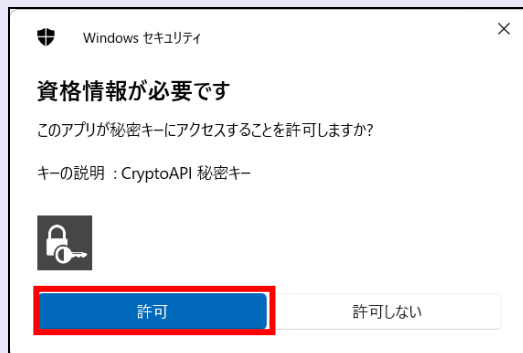 Windows セキュリティ
資格情報が必要です
このアプリが秘密キーにアクセスすることを許可しますか?
キーの説明 : CryptoAPI 秘密キー
許可
許可しない